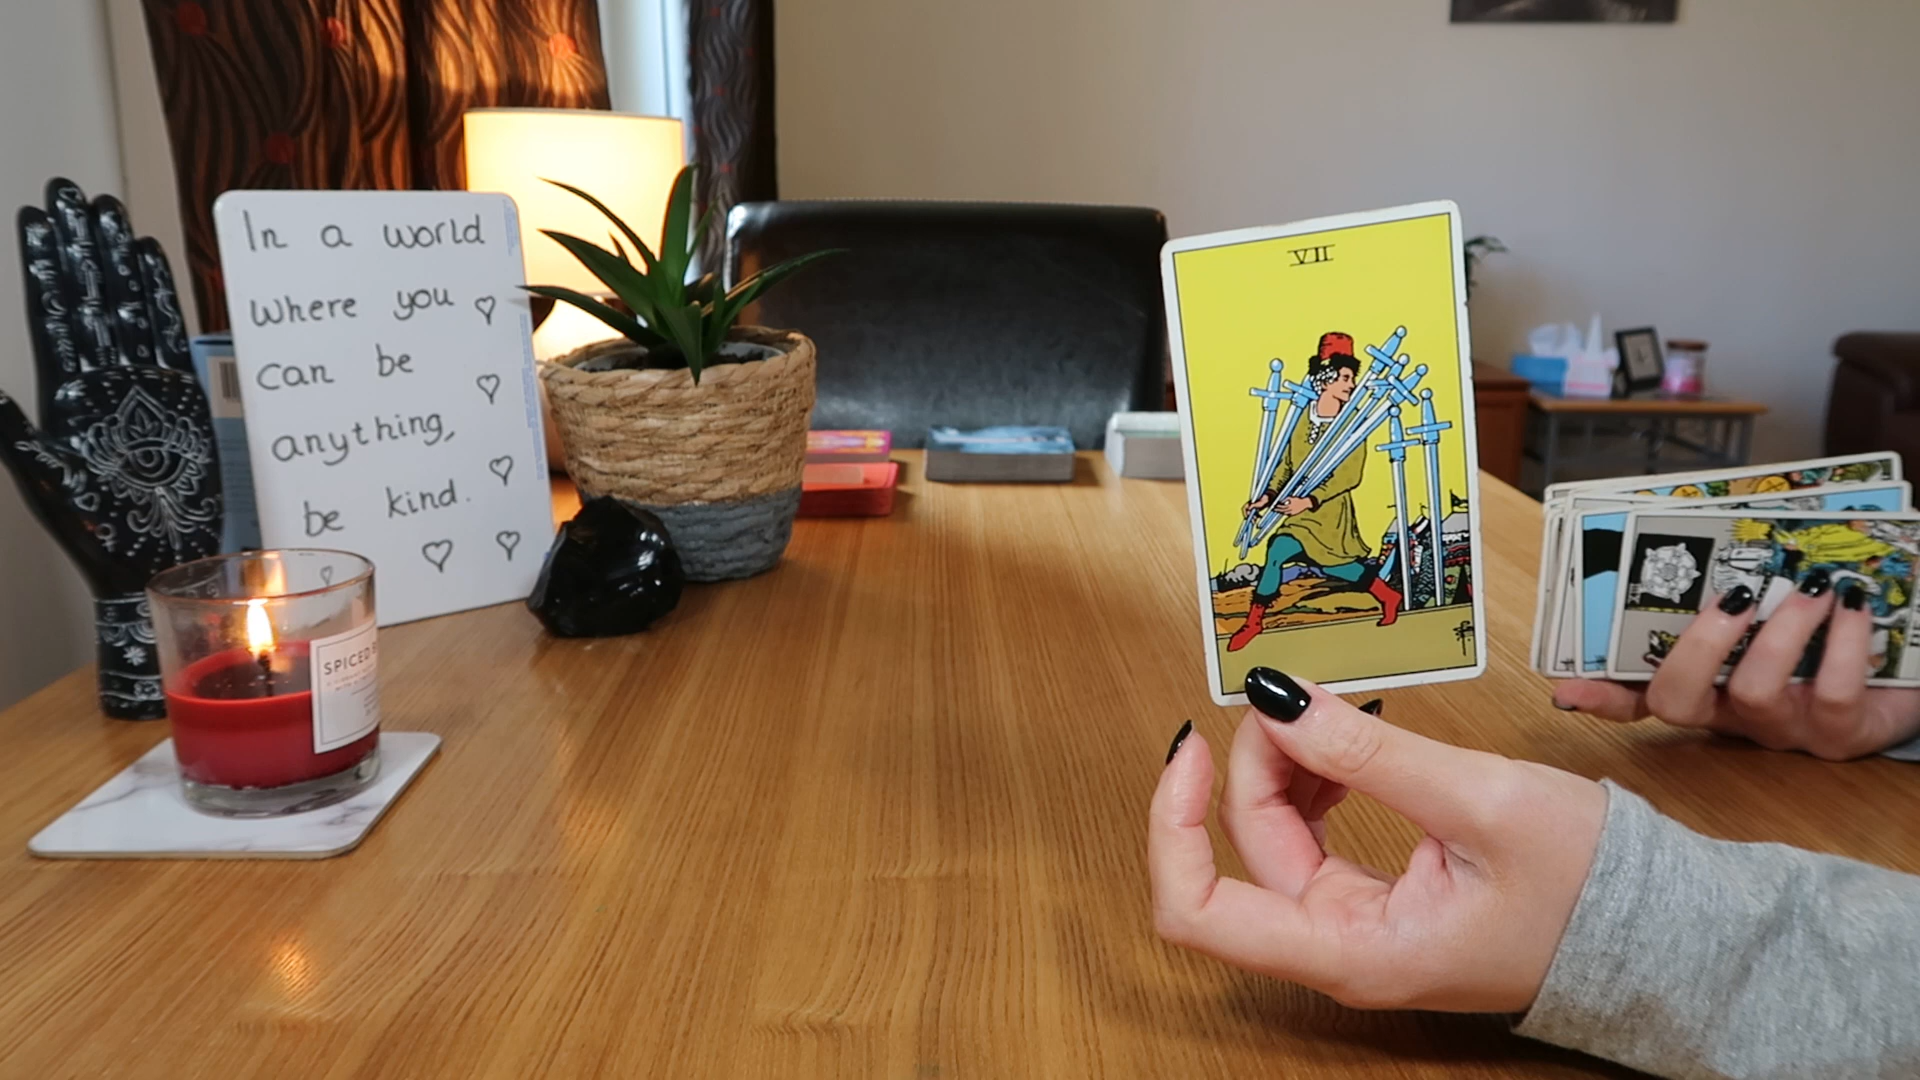 In a world
where you
can be
anything,
be kind.
VII
SPICED